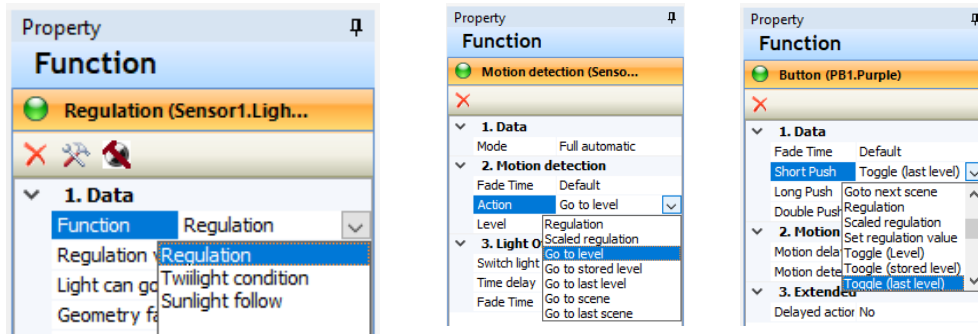 Property
Function
Regulation (Sensor1.Ligh...
1. Data
Function Regulation
Regulation
Twiilight condition
Sunlight follow
Regulation
Light can go
Geometry
Property
Function
Motion detection (Senso...
1. Data
Mode Full automatic
2. Motion detection
Fade Time Default
Action Go to level
Level Regulation
Scaled regulation
3. Light O
Go to level
Switch light Go to stored level
Time delay Go to last level
Fade Time Go to scene
Go to last scene
Property
Function
Button (PB1.Purple)
1. Data
Fade Time Default
Short Push Toggle (last level)
Long Push Goto next scene
Double Push Regulation
Scaled regulation
2. Motion Set regulation value
Motion dela Toggle (Level)
Motion dete Toogle (stored level)
3. Extended Toggle (last level)
Delayed actior No